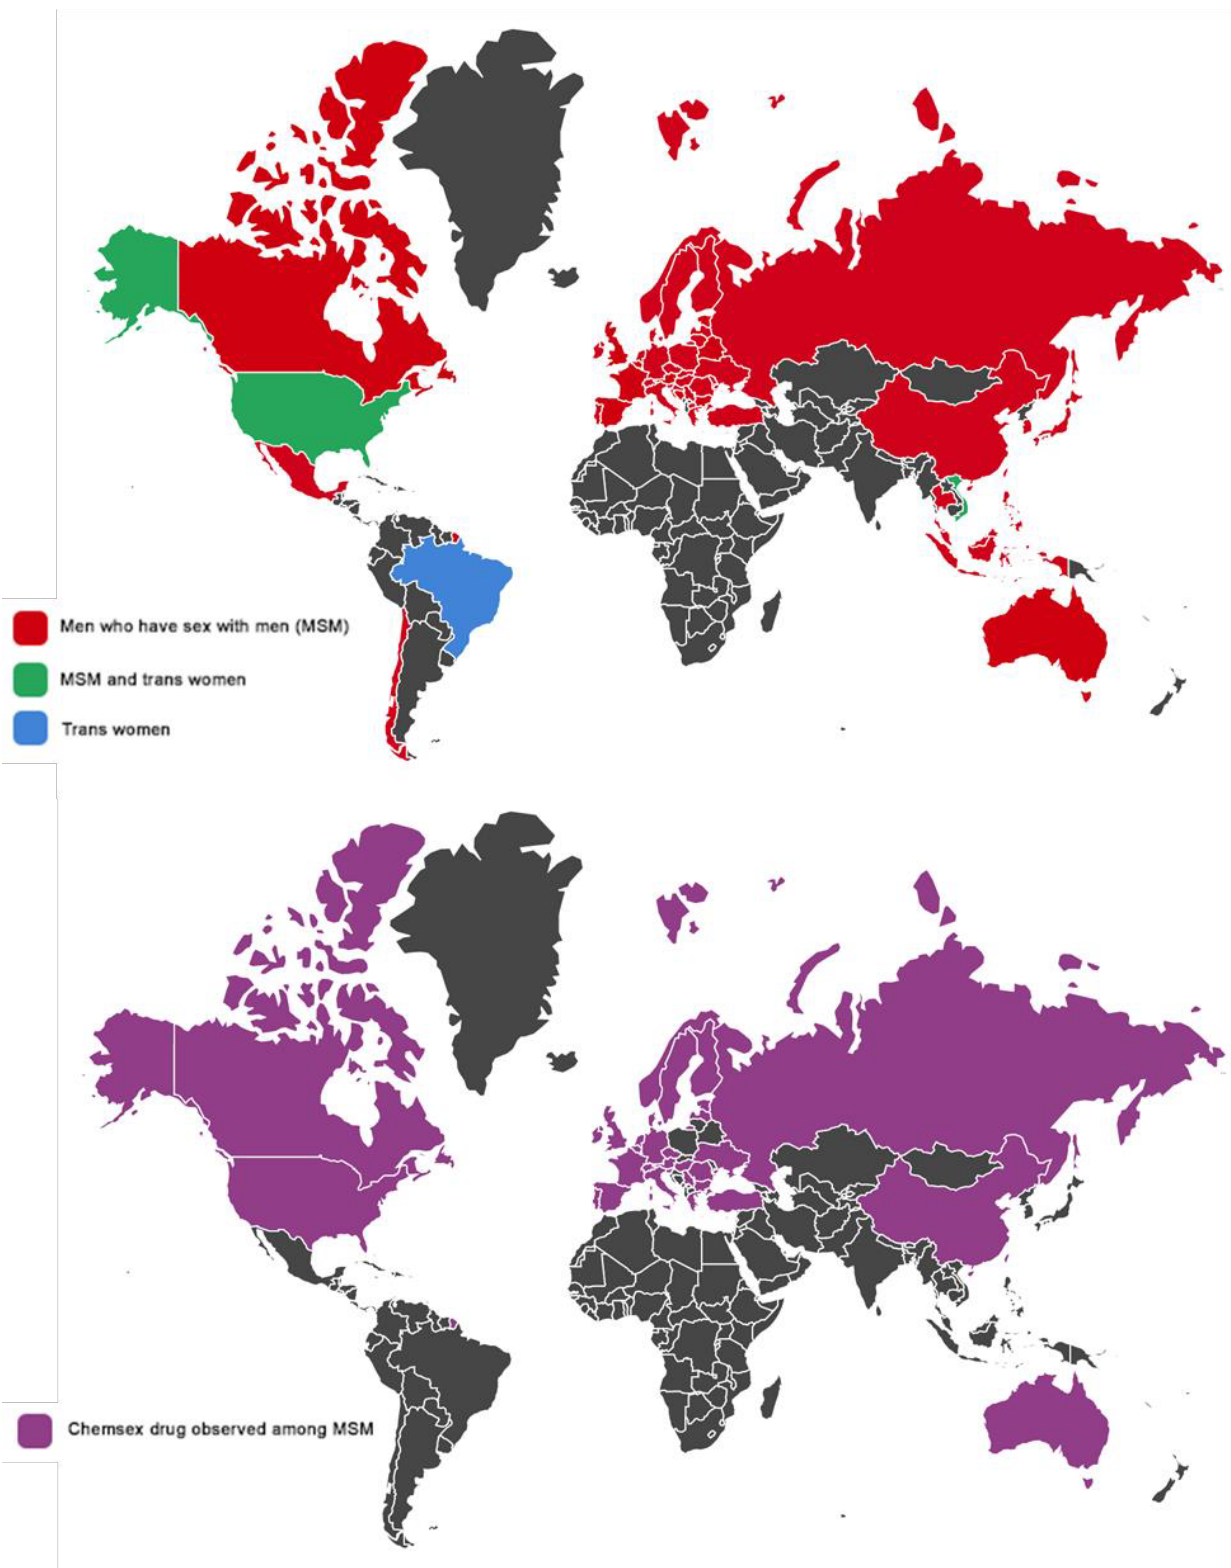 Men who have sex with men (MSM)
MSM and trans women
Trans women
Chemsex drug observed among MSM